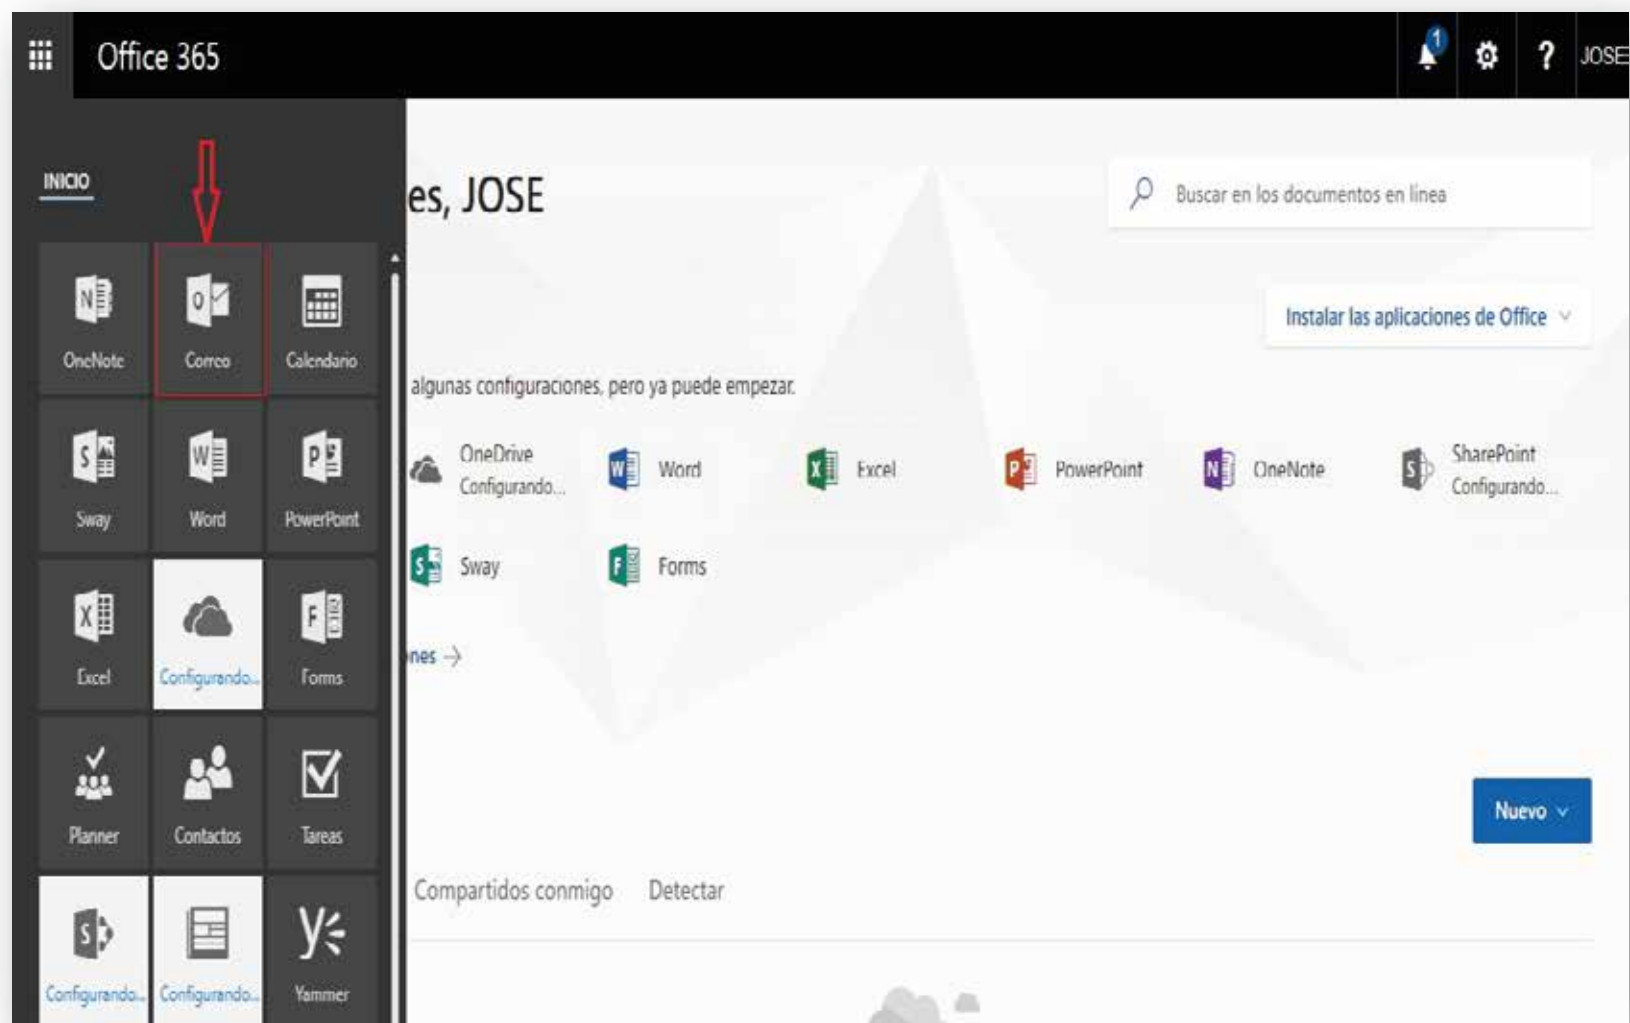 Office 365
1
?
JOSE
INICIO
es, JOSE
Buscar en los documentos en línea
Instalar las aplicaciones de Office
OneNote
Correo
Calendario
algunas configuraciones, pero ya puede empezar.
Sway
Word
PowerPoint
OneDrive
Configurando...
Word
Excel
PowerPoint
OneNote
SharePoint
Configurando...
Sway
Forms
Excel
Configurando...
Forms
nes →
Planner
Contactos
Tareas
Nuevo
Compartidos conmigo
Detectar
Configurando...
Configurando...
Yammer